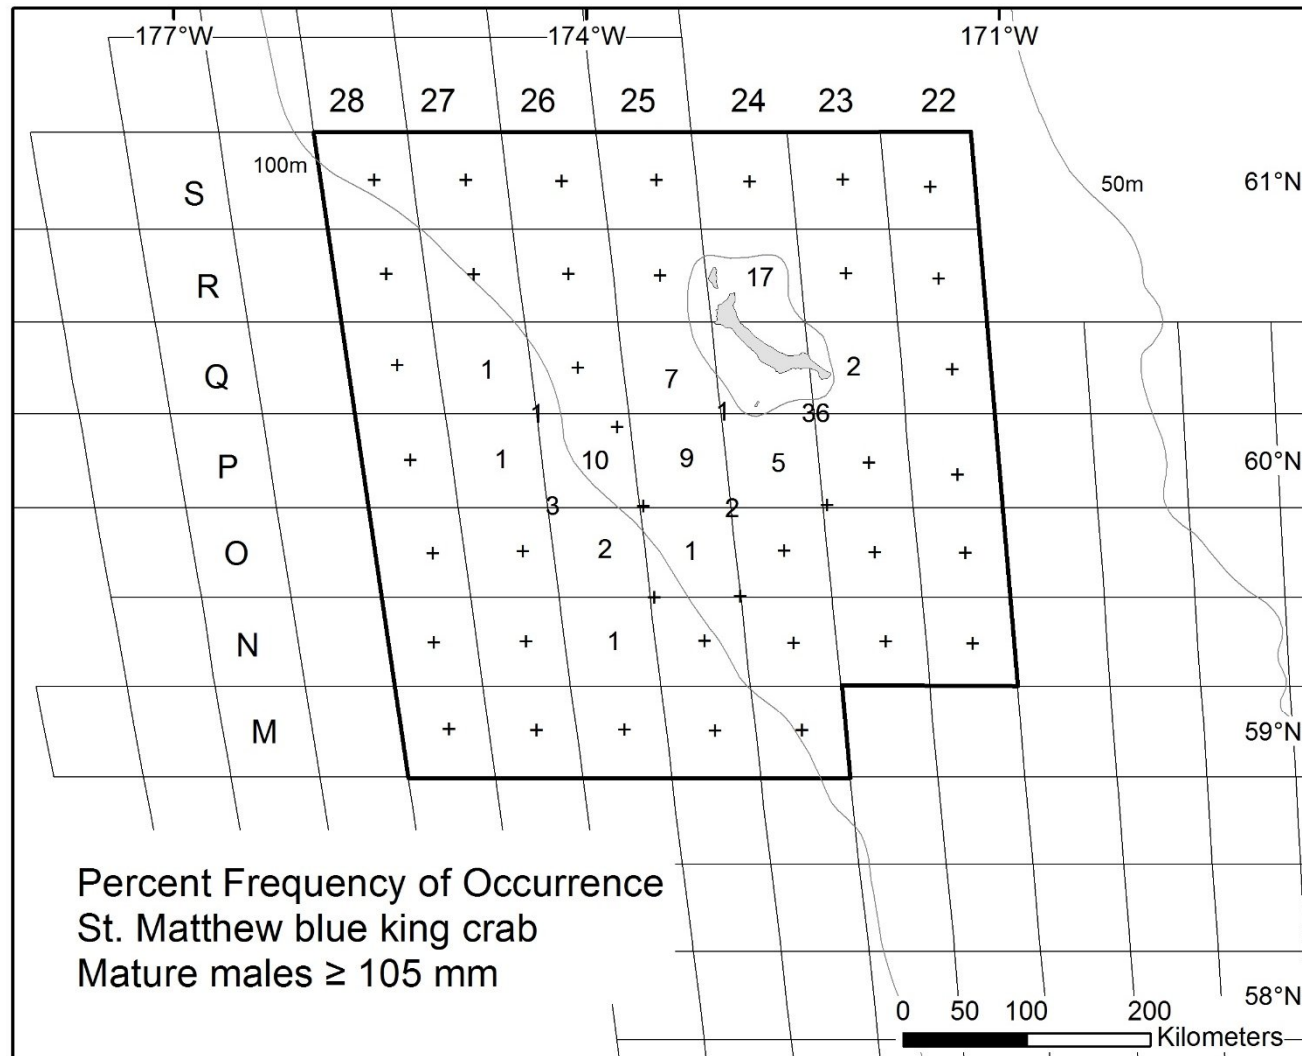 177°W 174°W 171°W
28 27 26 25 24 23 22
100m 50m
S + + + + + + + 61°N
R + + + + 17 + +
Q + 1 + 7 2 +
1 + 1 36
P + 1 10 9 5 + + 60°N
3 + 2 +
O + + 2 1 + + +
+ +
N + + 1 + + + +
M + + + + + 59°N
Percent Frequency of Occurrence
St. Matthew blue king crab
Mature males ≥ 105 mm
58°N
0 50 100 200
Kilometers